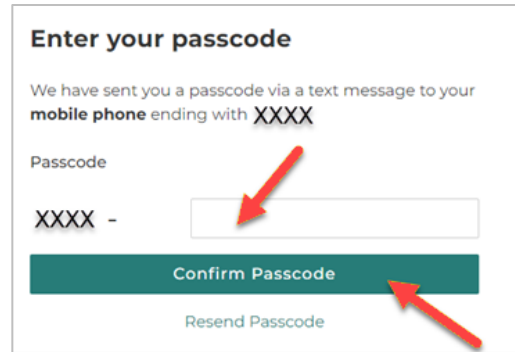 Enter your passcode
We have sent you a passcode via a text message to your
mobile phone ending with XXXX
Passcode
XXXX -
Confirm Passcode
Resend Passcode